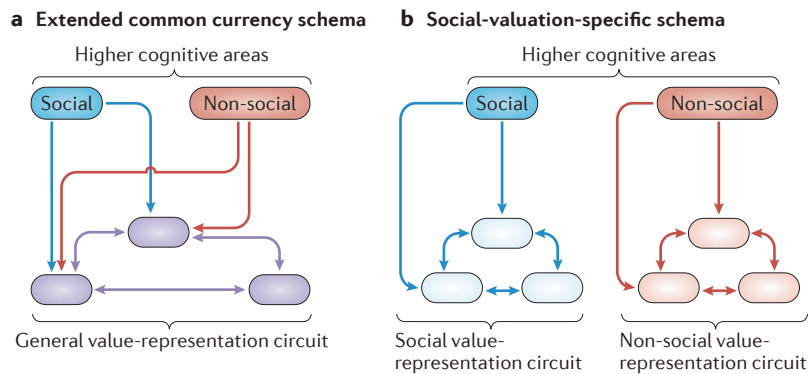 a Extended common currency schema
Higher cognitive areas
Social
Non-social
General value-representation circuit
b Social-valuation-specific schema
Higher cognitive areas
Social
Non-social
Social value-
representation circuit
Non-social value-
representation circuit